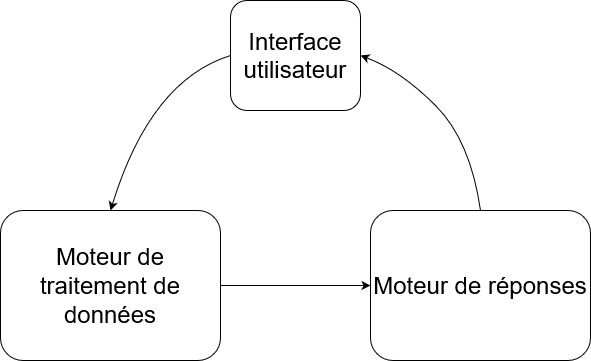 Interface
utilisateur
Moteur de
traitement de
données
Moteur de réponses